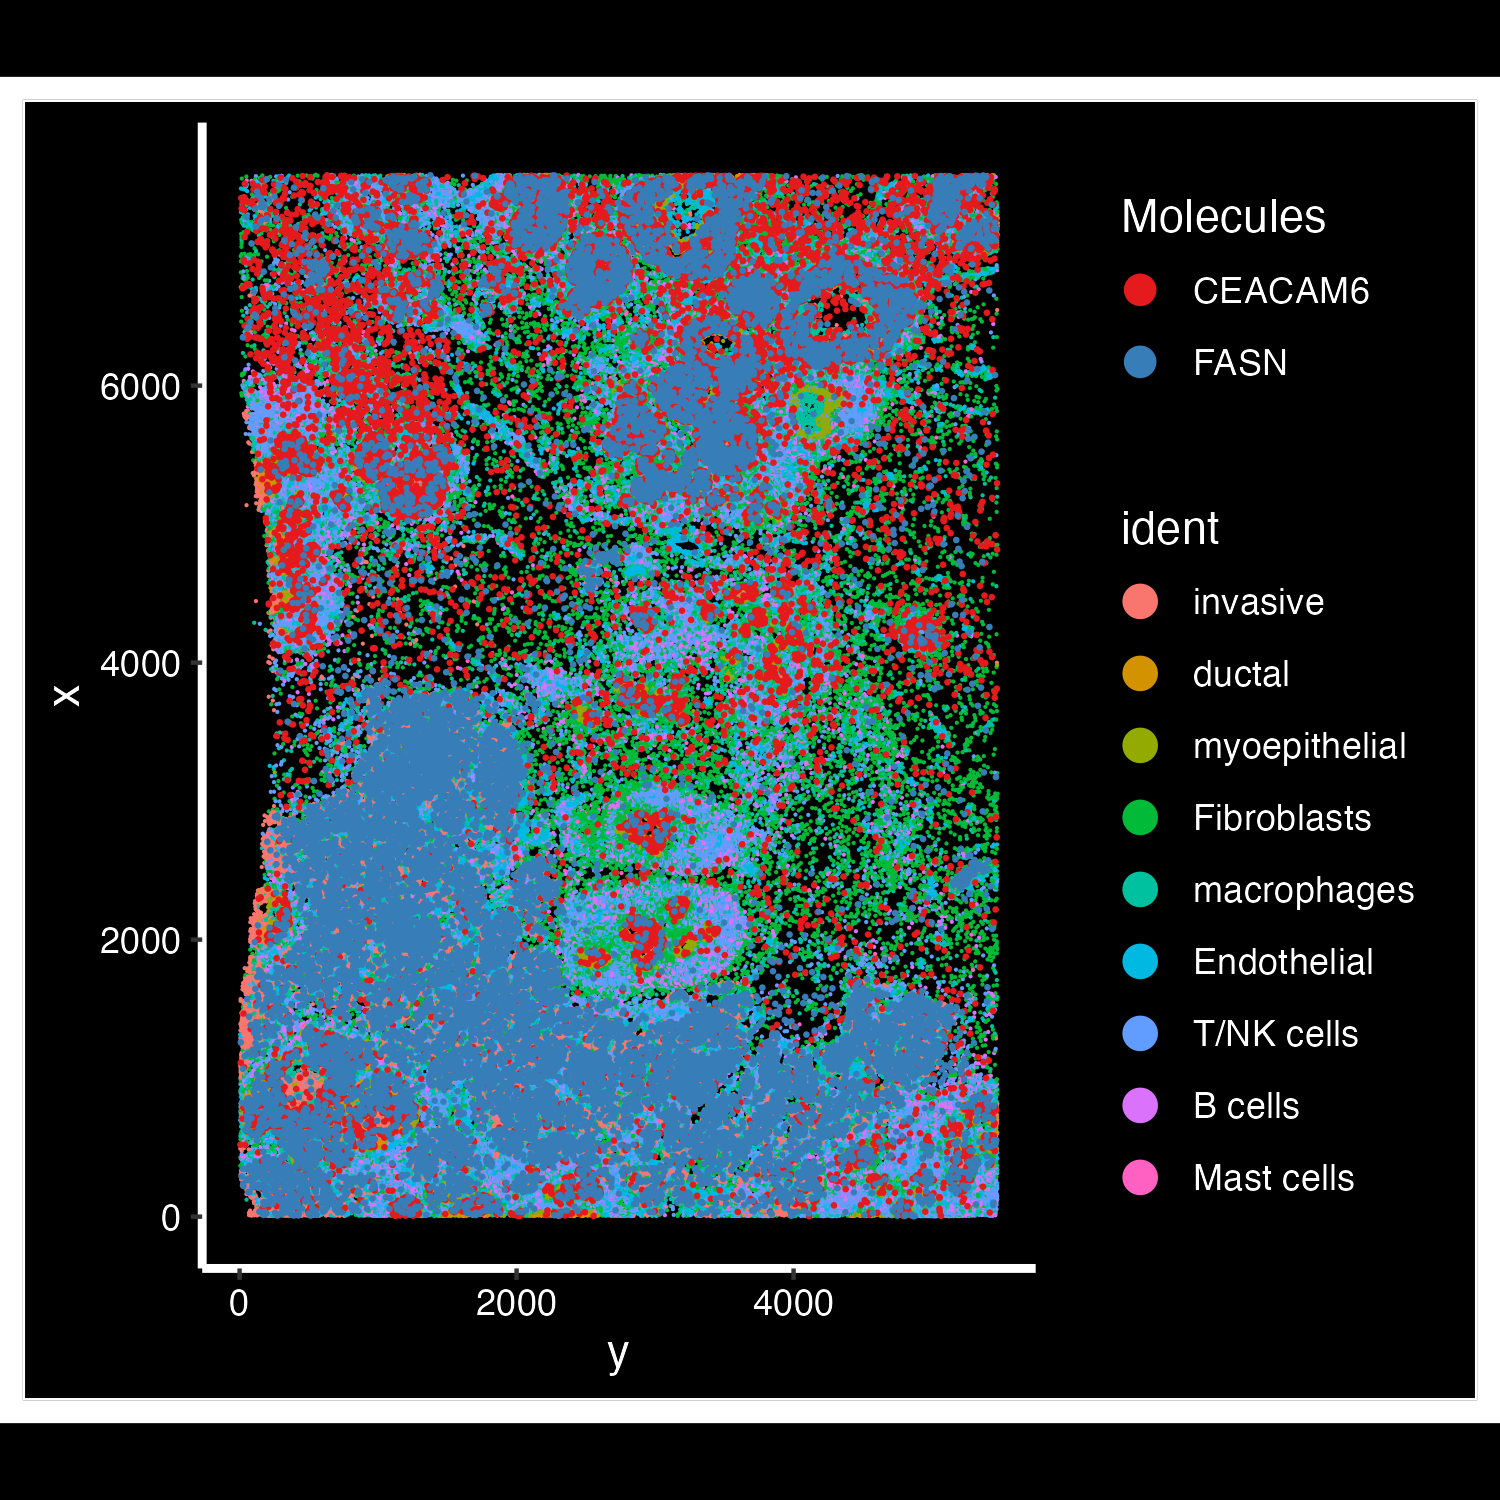 Molecules
CEACAM6
FASN
ident
invasive
ductal
myoepithelial
Fibroblasts
macrophages
Endothelial
T/NK cells
B cells
Mast cells
x
6000
4000
2000
0
0 2000 4000
y